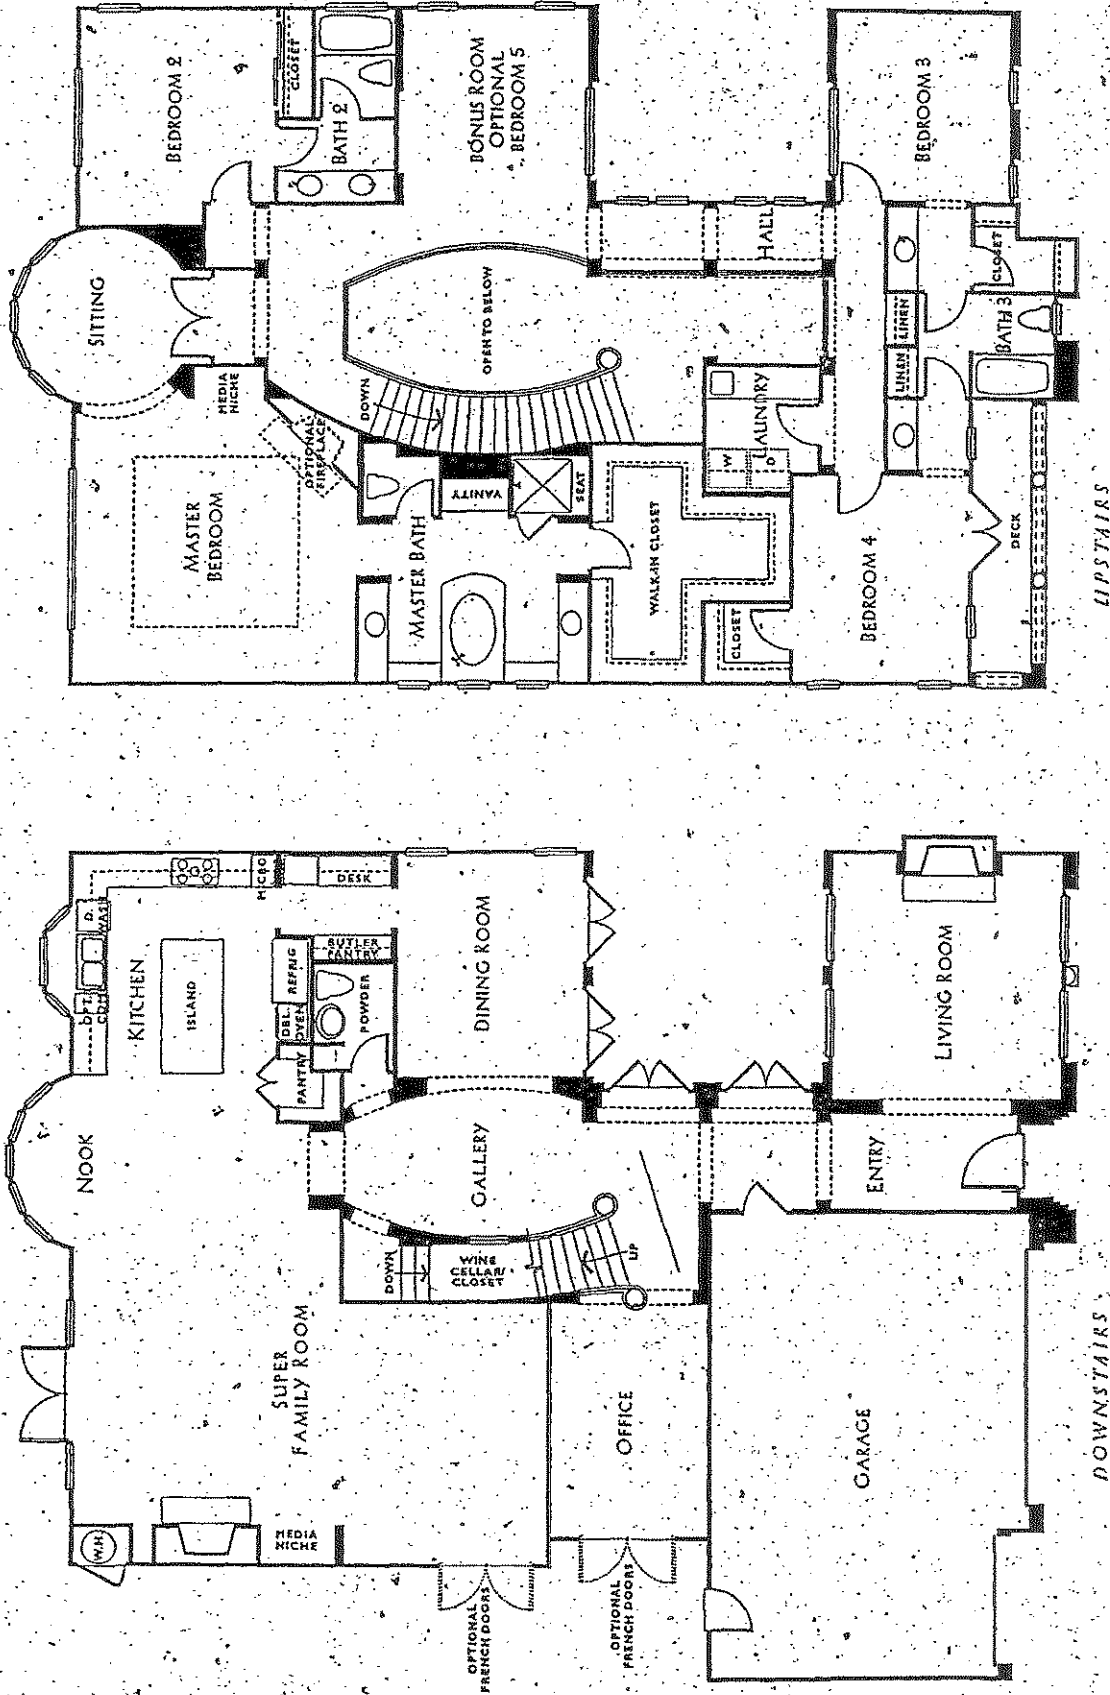 BEDROOM 2
CLOSET
BATH 2
BONUS ROOM
OPTIONAL
BEDROOM 5
BEDROOM 3
SITTING
MEDIA
NICHE
OPEN TO BELOW
HALL
CLOSET
LINEN
LINEN
BATH 3
DOWN
OPTIONAL
FIREPLACE
MASTER
BEDROOM
VANITY
SEAT
MASTER BATH
WALK-IN CLOSET
LAUNDRY
W
D
CLOSET
BEDROOM 4
DECK
UPSTAIRS
D.
WASH
OPT.
KITCHEN
ISLAND
MICRO
DESK
BUTLER
PANTRY
REFRIG
DBL.
OVEN
POWDER
PANTRY
DINING ROOM
LIVING ROOM
NOOK
GALLERY
ENTRY
DOWN
WINE
CELLAR/
CLOSET
UP
SUPER
FAMILY ROOM
OFFICE
GARAGE
W.H.
MEDIA
NICHE
OPTIONAL
FRENCH DOORS
OPTIONAL
FRENCH DOORS
DOWNSTAIRS